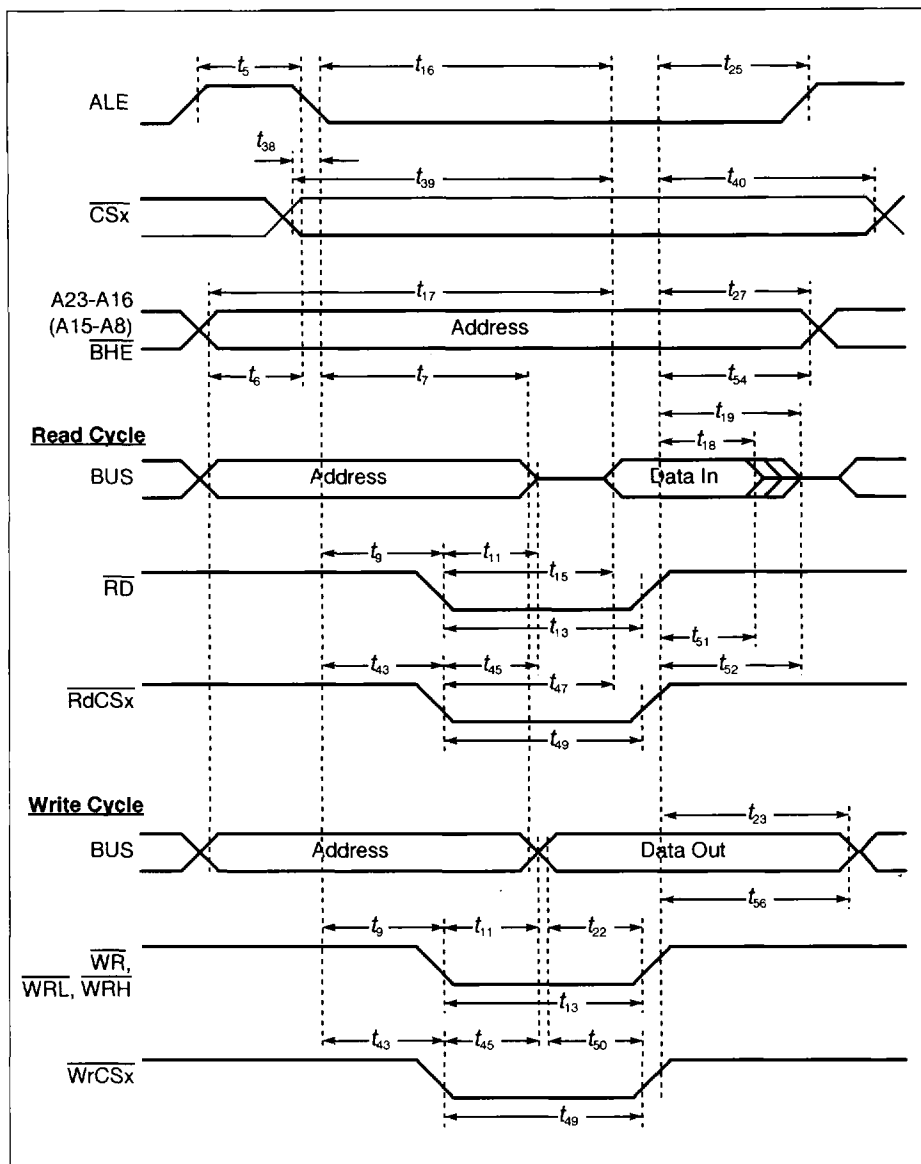 t5 t16 t25
ALE
t38
t39 t40
CSx
A23-A16 t17 t27
(A15-A8) Address
BHE
t6 t7 t54
t19
Read Cycle t18
BUS Address Data In
t9 t11
t15
RD
t13
t51
t43 t45 t52
t47
RdCSx
t49
Write Cycle
t23
BUS Address Data Out
t56
t9 t11 t22
WR,
WRL, WRH
t13
t43 t45 t50
WrCSx
t49